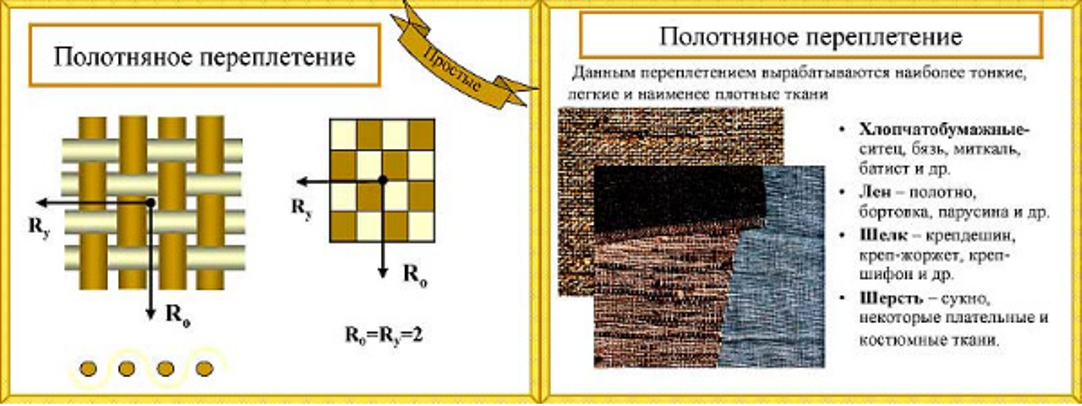 Полотняное переплетение
Простые
Rу
Rо
Rу
Rо
Rо=Rу=2
Полотняное переплетение
Данным переплетением вырабатываются наиболее тонкие,
легкие и наименее плотные ткани
• Хлопчатобумажные-
ситец, бязь, миткаль,
батист и др.
• Лен – полотно,
бортовка, парусина и др.
• Шелк – крепдешин,
креп-жоржет, креп-
шифон и др.
• Шерсть – сукно,
некоторые плательные и
костюмные ткани.